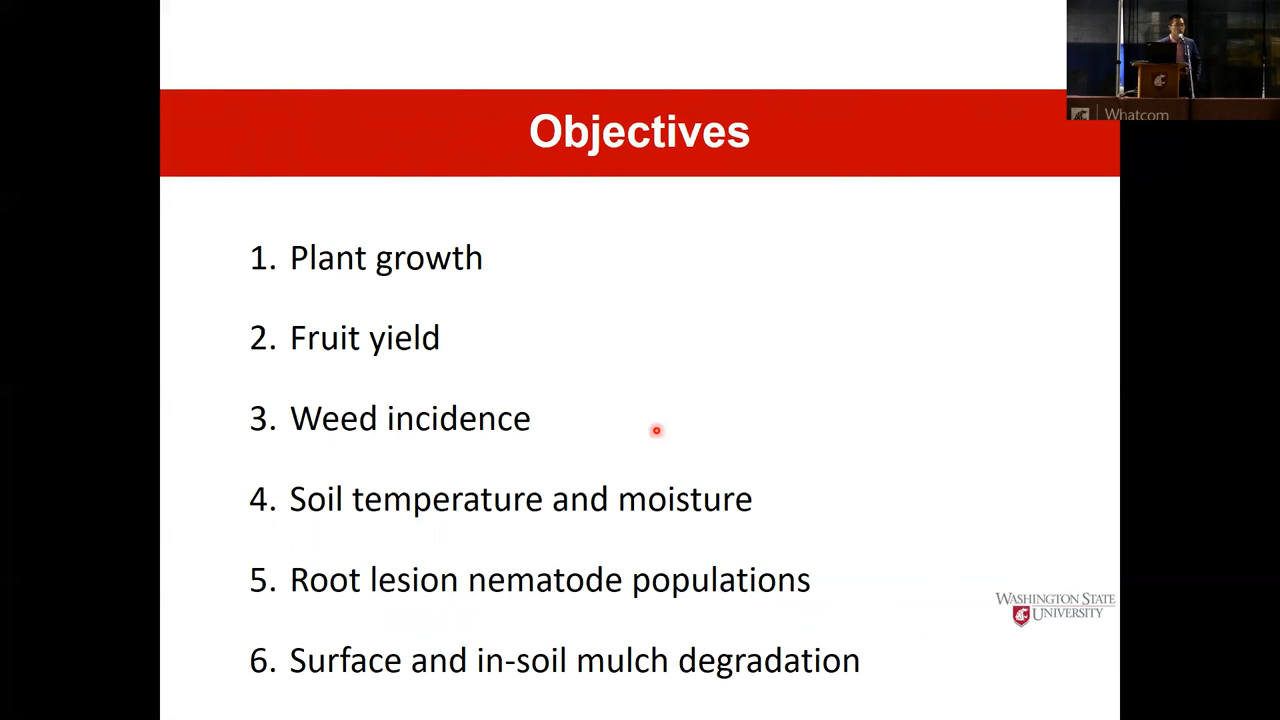 Objectives
Whatcom
1. Plant growth
2. Fruit yield
3. Weed incidence
4. Soil temperature and moisture
5. Root lesion nematode populations
6. Surface and in-soil mulch degradation
WASHINGTON STATE
UNIVERSITY